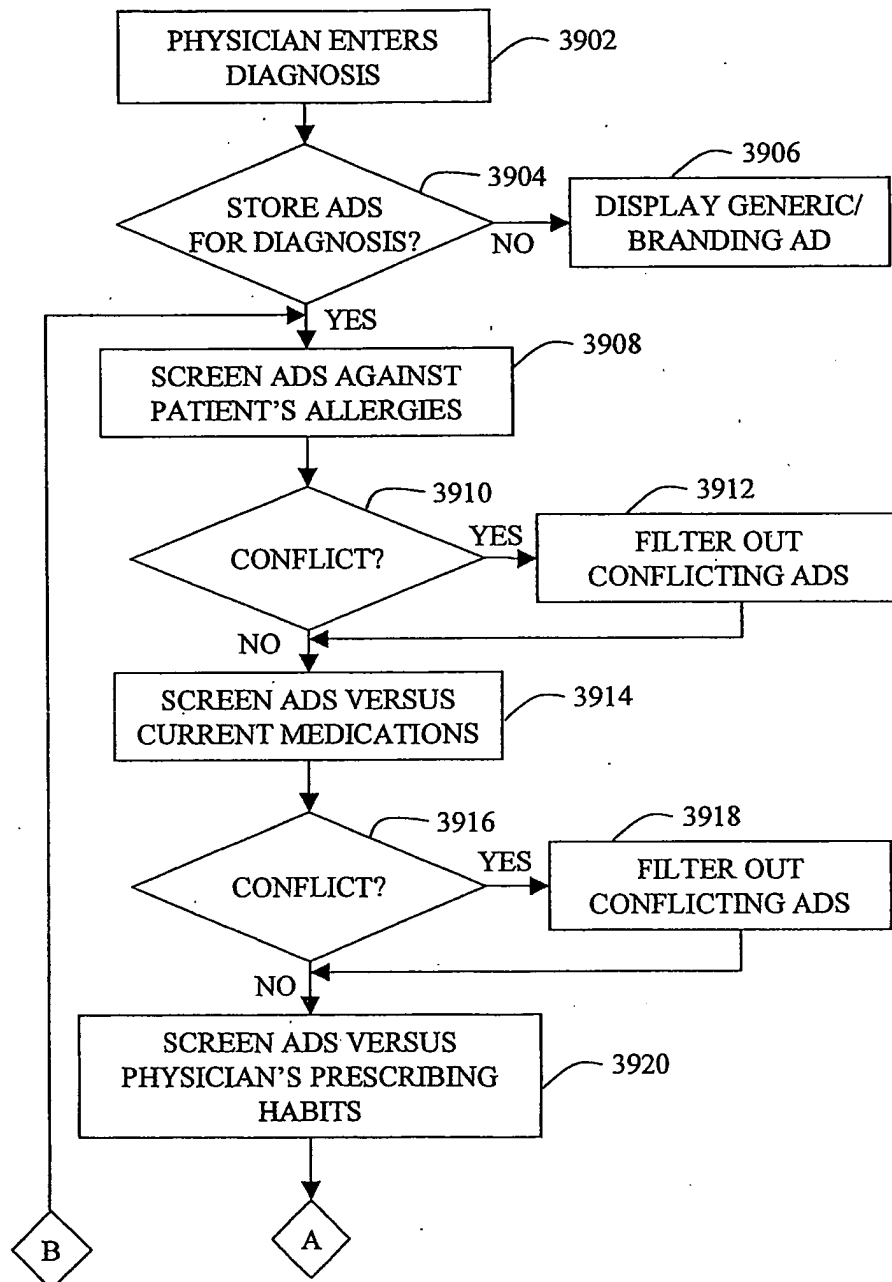 PHYSICIAN ENTERS
DIAGNOSIS
3902
3904
STORE ADS
FOR DIAGNOSIS?
NO
3906
DISPLAY GENERIC/
BRANDING AD
YES
3908
SCREEN ADS AGAINST
PATIENT'S ALLERGIES
3910
CONFLICT?
YES
3912
FILTER OUT
CONFLICTING ADS
NO
SCREEN ADS VERSUS
CURRENT MEDICATIONS
3914
3916
CONFLICT?
YES
3918
FILTER OUT
CONFLICTING ADS
NO
SCREEN ADS VERSUS
PHYSICIAN'S PRESCRIBING
HABITS
3920
B
A